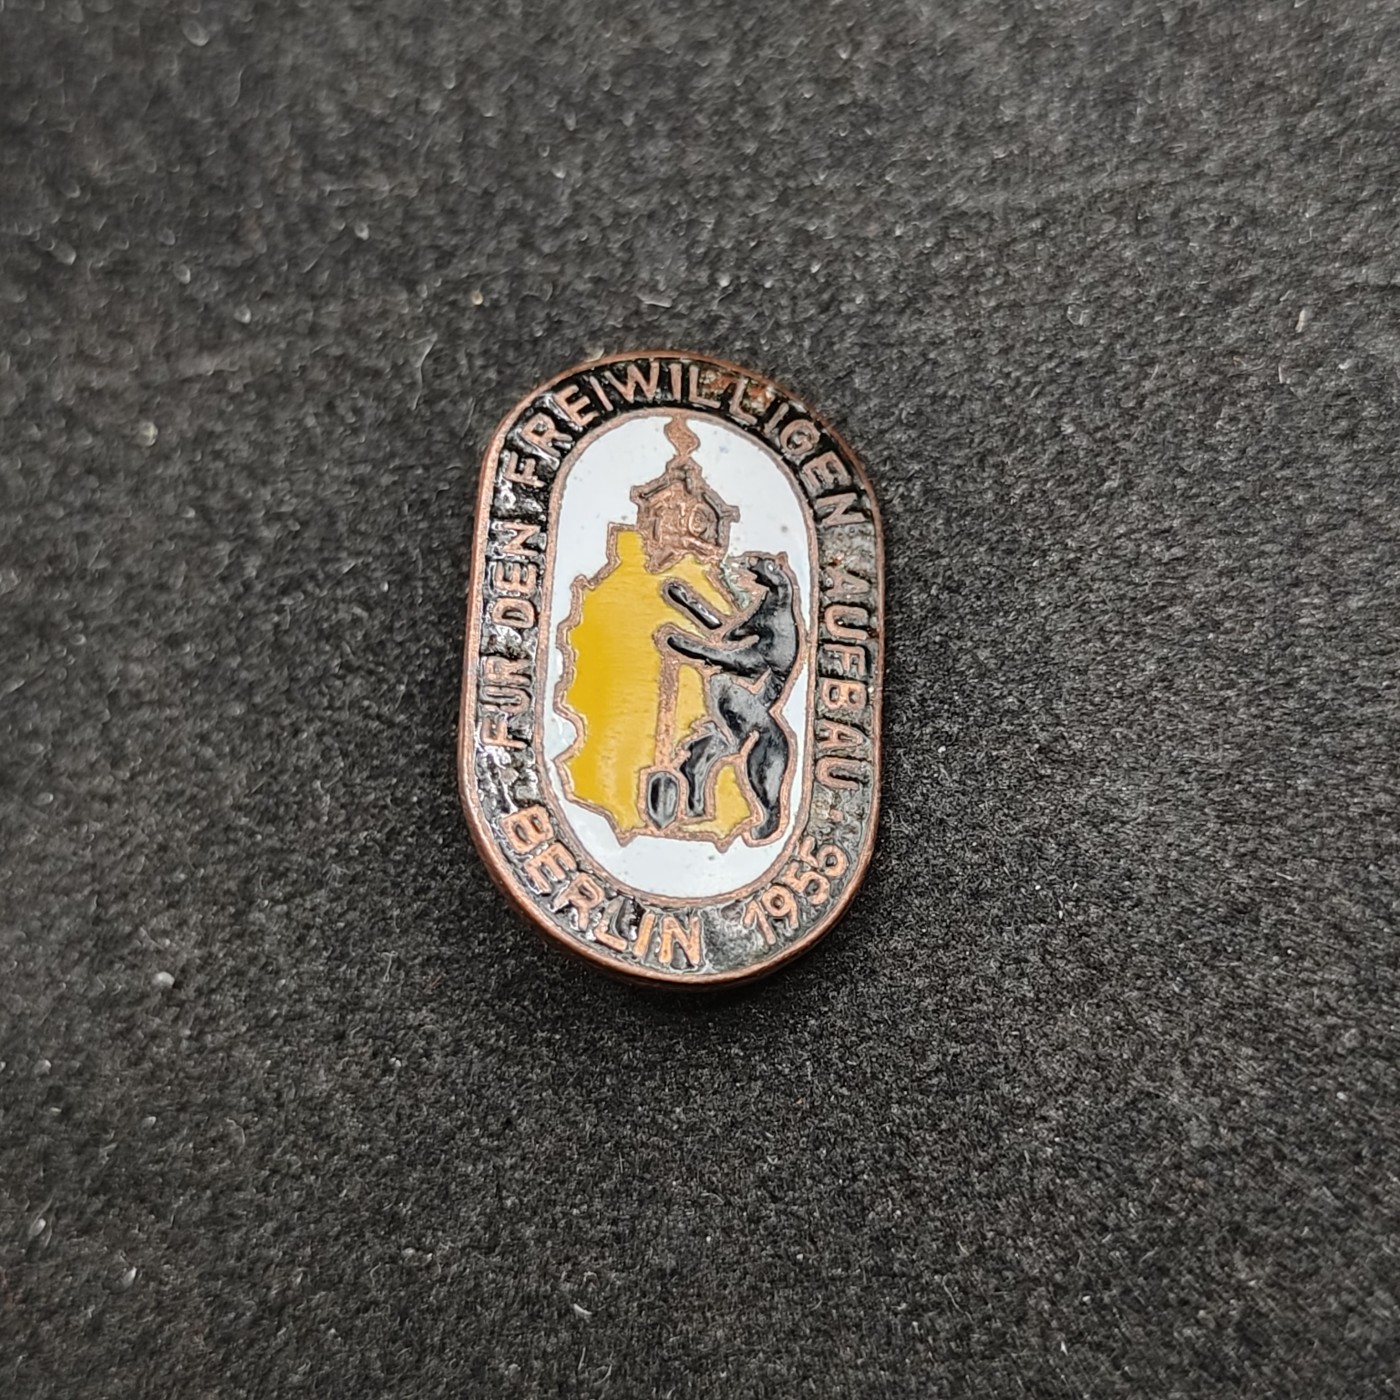 FÜR DEN FREIWILLIGEN AUFBAU ·
BERLIN 1955